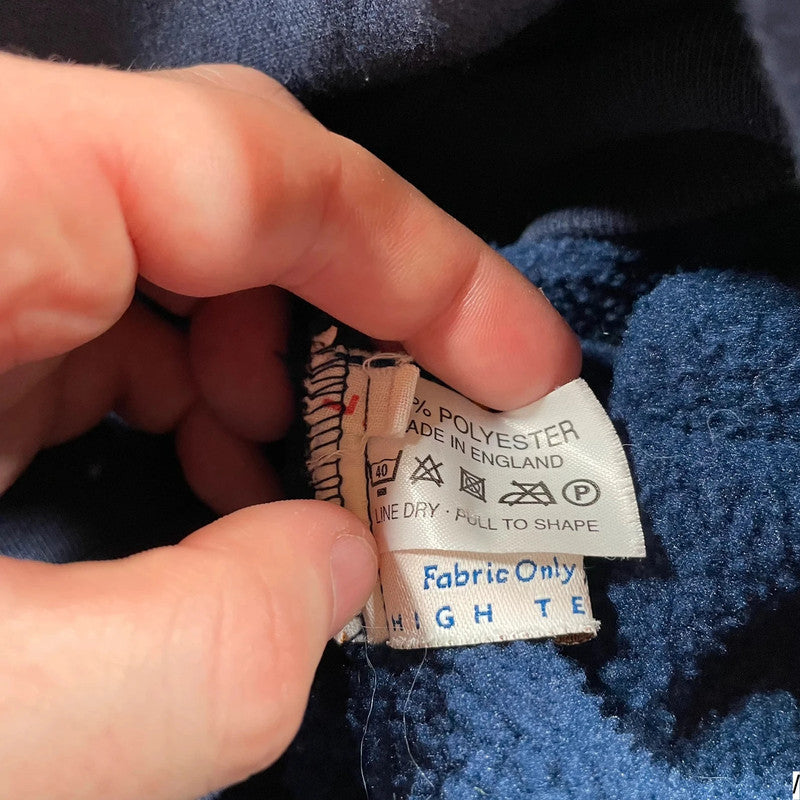 % POLYESTER
ADE IN ENGLAND
40
P
LINE DRY · PULL TO SHAPE
Fabric Only
HIGH TE